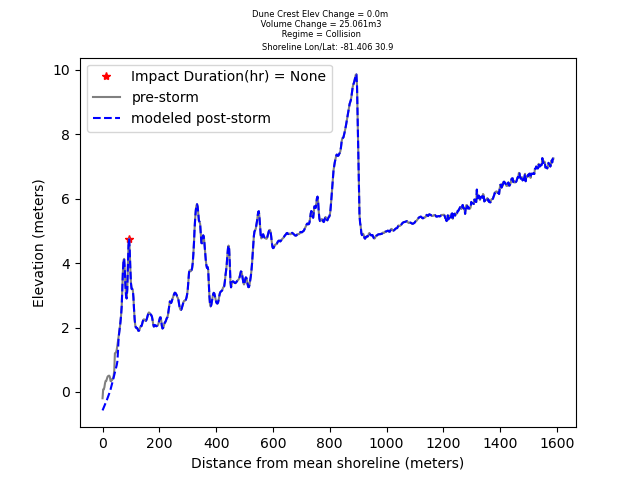 Dune Crest Elev Change = 0.0m
Volume Change = 25.061m3
Regime = Collision
Shoreline Lon/Lat: -81.406 30.9
Impact Duration(hr) = None
pre-storm
modeled post-storm
10
8
6
4
2
0
Elevation (meters)
0 200 400 600 800 1000 1200 1400 1600
Distance from mean shoreline (meters)